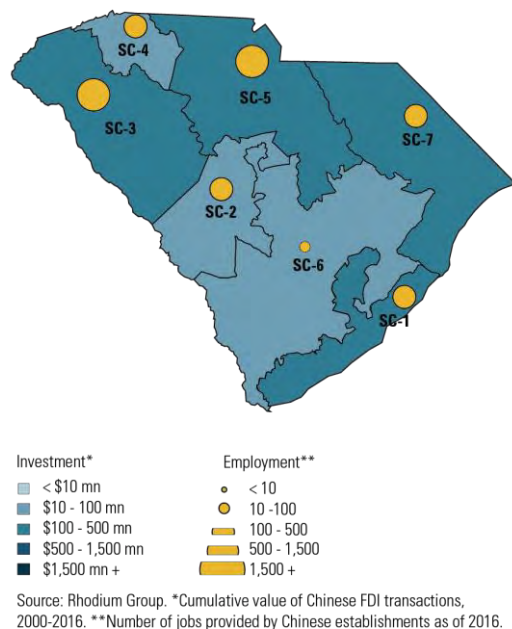 SC-4
SC-5
SC-3
SC-7
SC-2
SC-6
SC-1
Investment*
< $10 mn
$10 - 100 mn
$100 - 500 mn
$500 - 1,500 mn
$1,500 mn +
Employment**
< 10
10 -100
100 - 500
500 - 1,500
1,500 +
Source: Rhodium Group. *Cumulative value of Chinese FDI transactions,
2000-2016. **Number of jobs provided by Chinese establishments as of 2016.